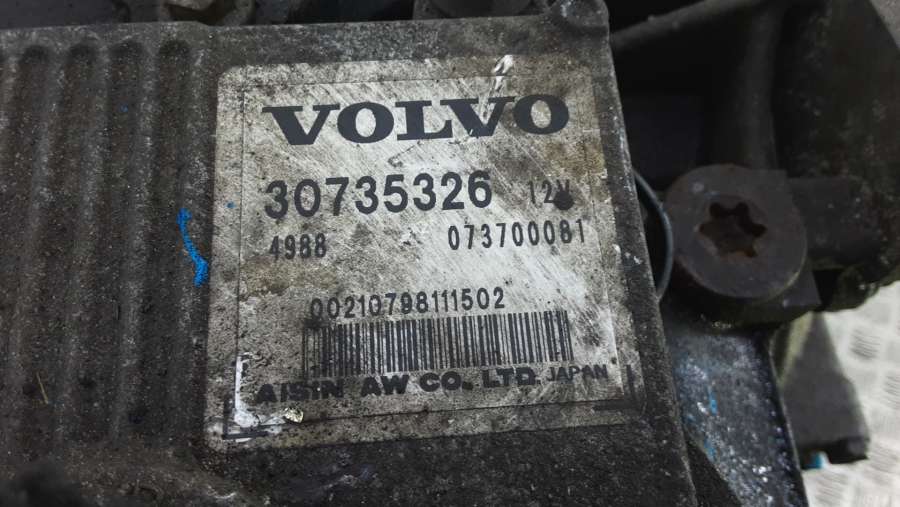 VOLVO
30735326 12V
4988 073700081
00210798111502
AISIN AW CO., LTD. JAPAN